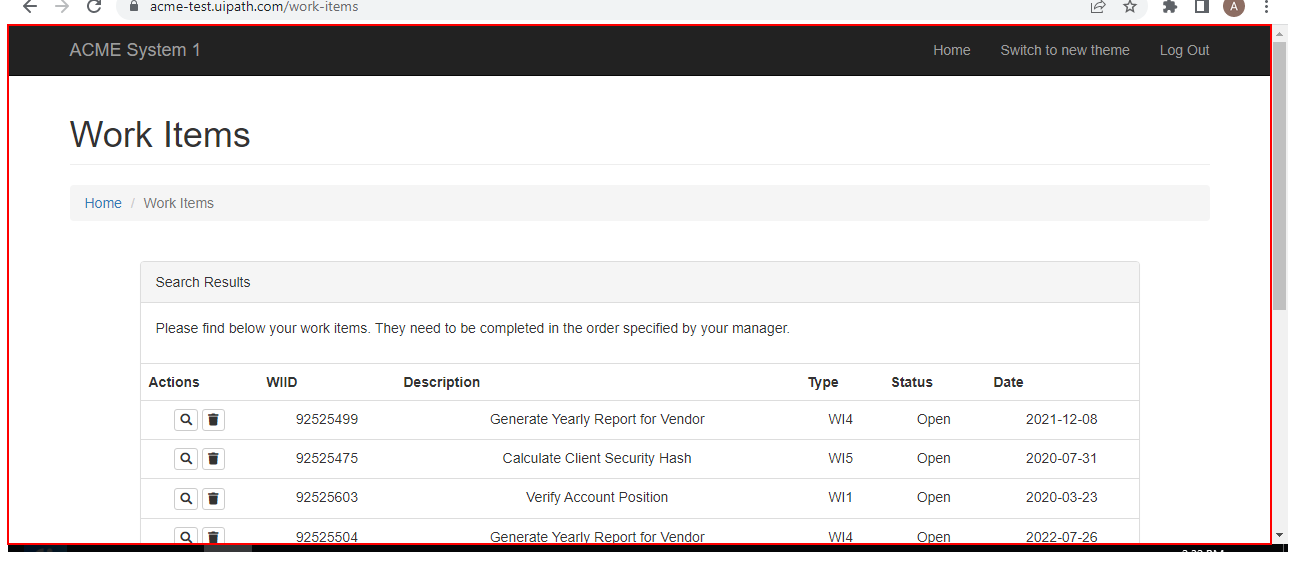 acme-test.uipath.com/work-items
A
ACME System 1 Home Switch to new theme Log Out
Work Items
Home / Work Items
Search Results
Please find below your work items. They need to be completed in the order specified by your manager.
Actions WIID Description Type Status Date
92525499 Generate Yearly Report for Vendor WI4 Open 2021-12-08
92525475 Calculate Client Security Hash WI5 Open 2020-07-31
92525603 Verify Account Position WI1 Open 2020-03-23
92525504 Generate Yearly Report for Vendor WI4 Open 2022-07-26